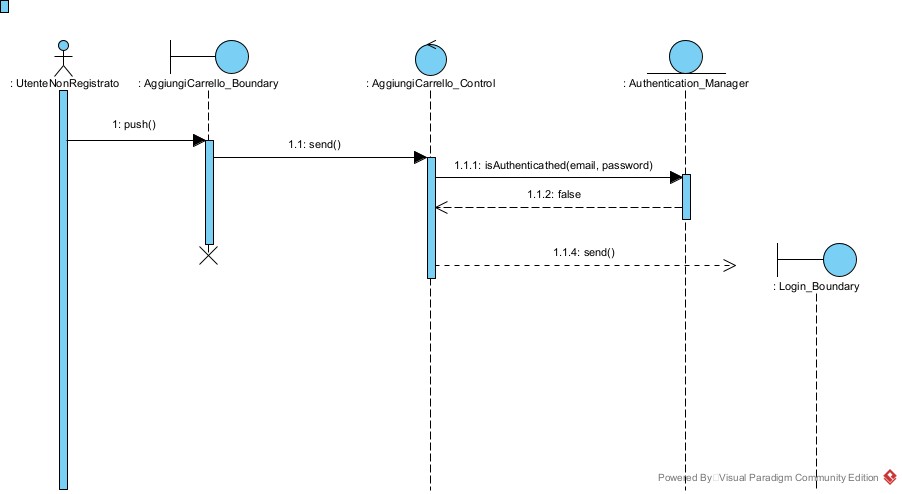 : UtenteNonRegistrato
: AggiungiCarrello_Boundary
: AggiungiCarrello_Control
: Authentication_Manager
1: push()
1.1: send()
1.1.1: isAuthenticathed(email, password)
1.1.2: false
1.1.4: send()
: Login_Boundary
Powered By Visual Paradigm Community Edition